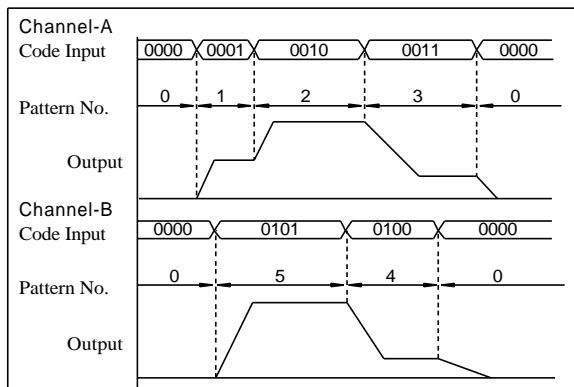 Channel-A
Code Input 0000 0001 0010 0011 0000
Pattern No. 0 1 2 3 0
Output
Channel-B
Code Input 0000 0101 0100 0000
Pattern No. 0 5 4 0
Output